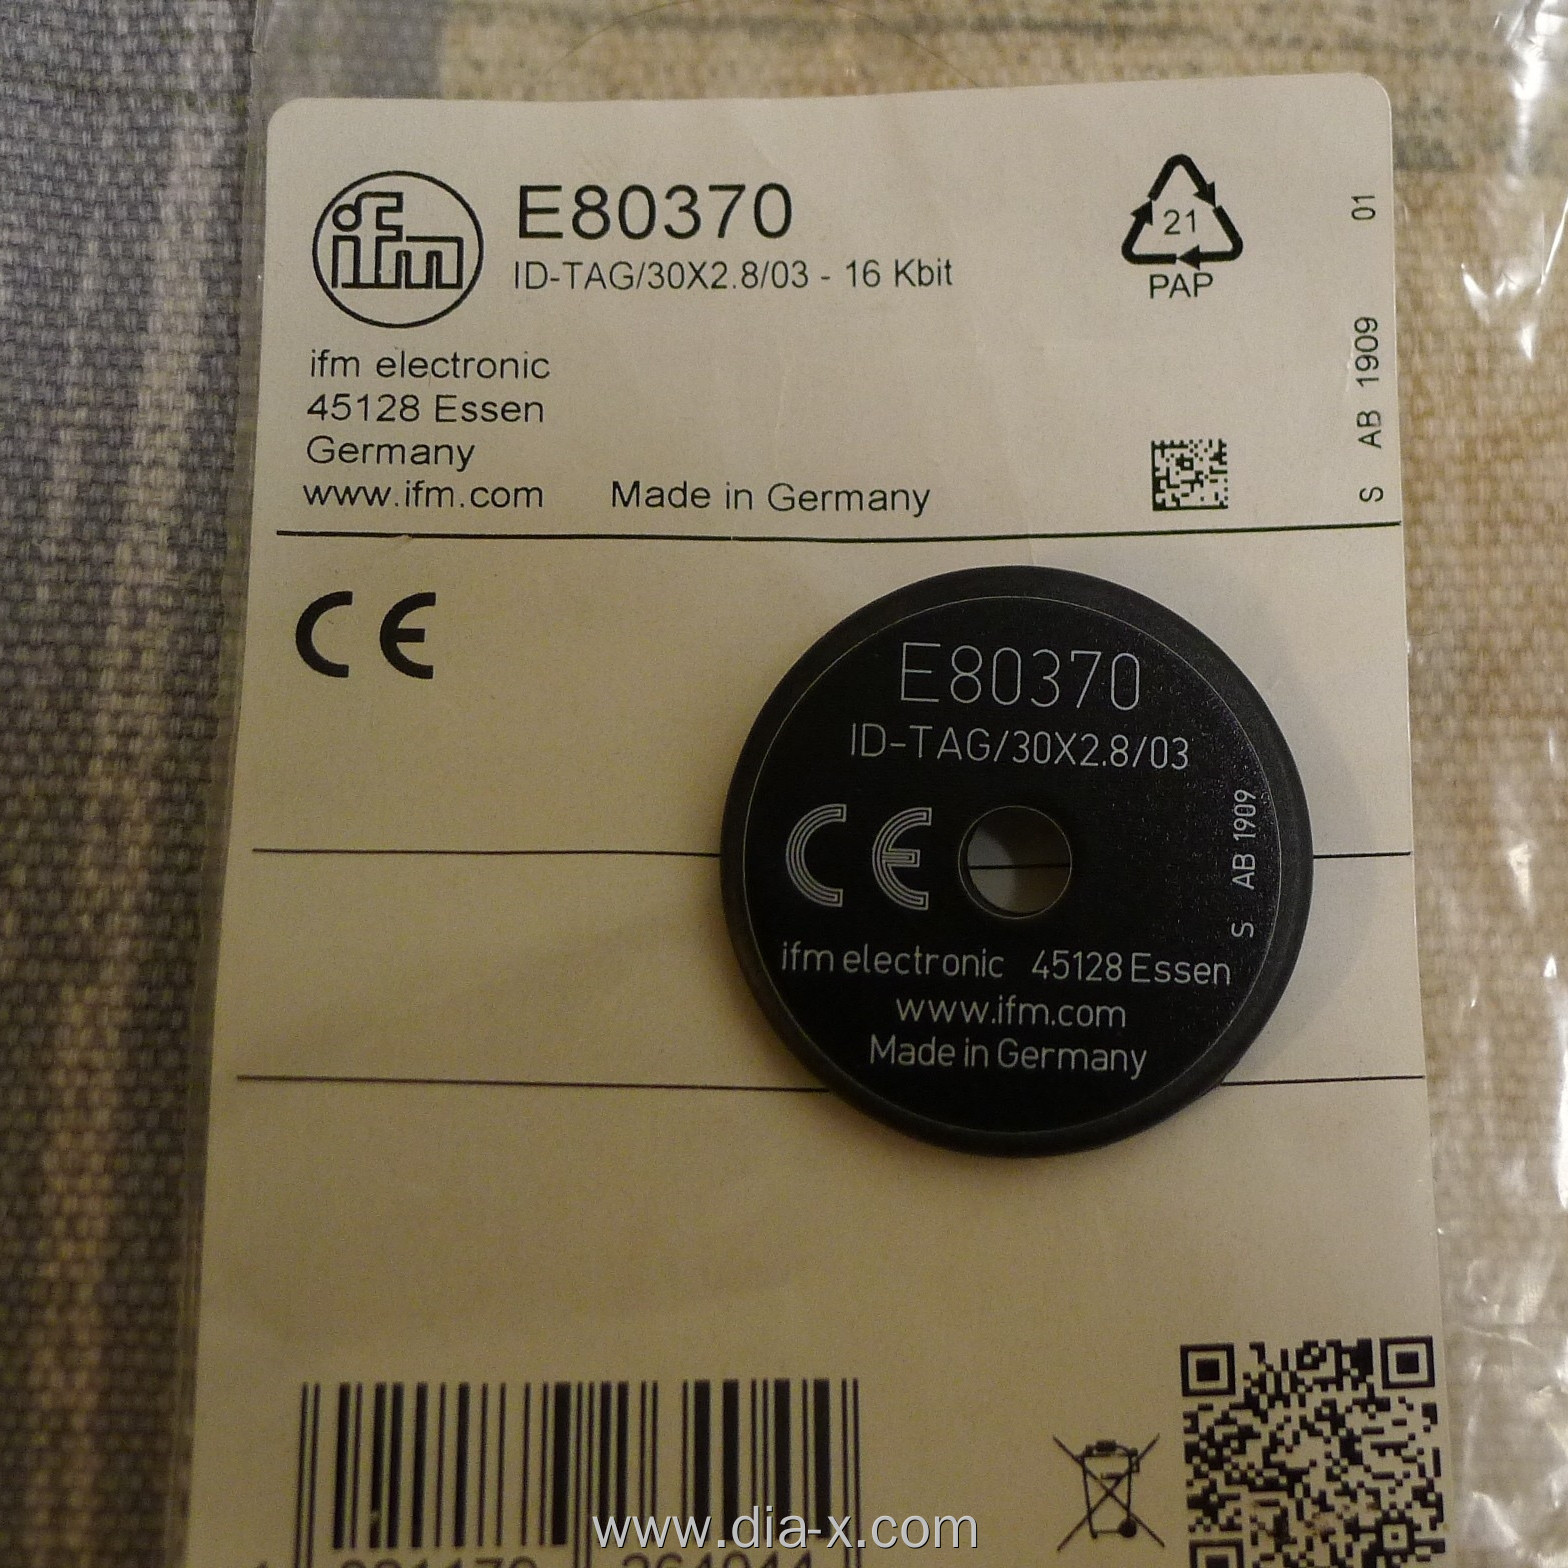 ifm
E80370
ID-TAG/30X2.8/03 - 16 Kbit
21
PAP
ifm electronic
45128 Essen
Germany
www.ifm.com
Made in Germany
S AB 1909 01
CE
E80370
ID-TAG/30X2.8/03
CE
S AB 1909
ifm electronic 45128 Essen
www.ifm.com
Made in Germany
www.dia-x.com